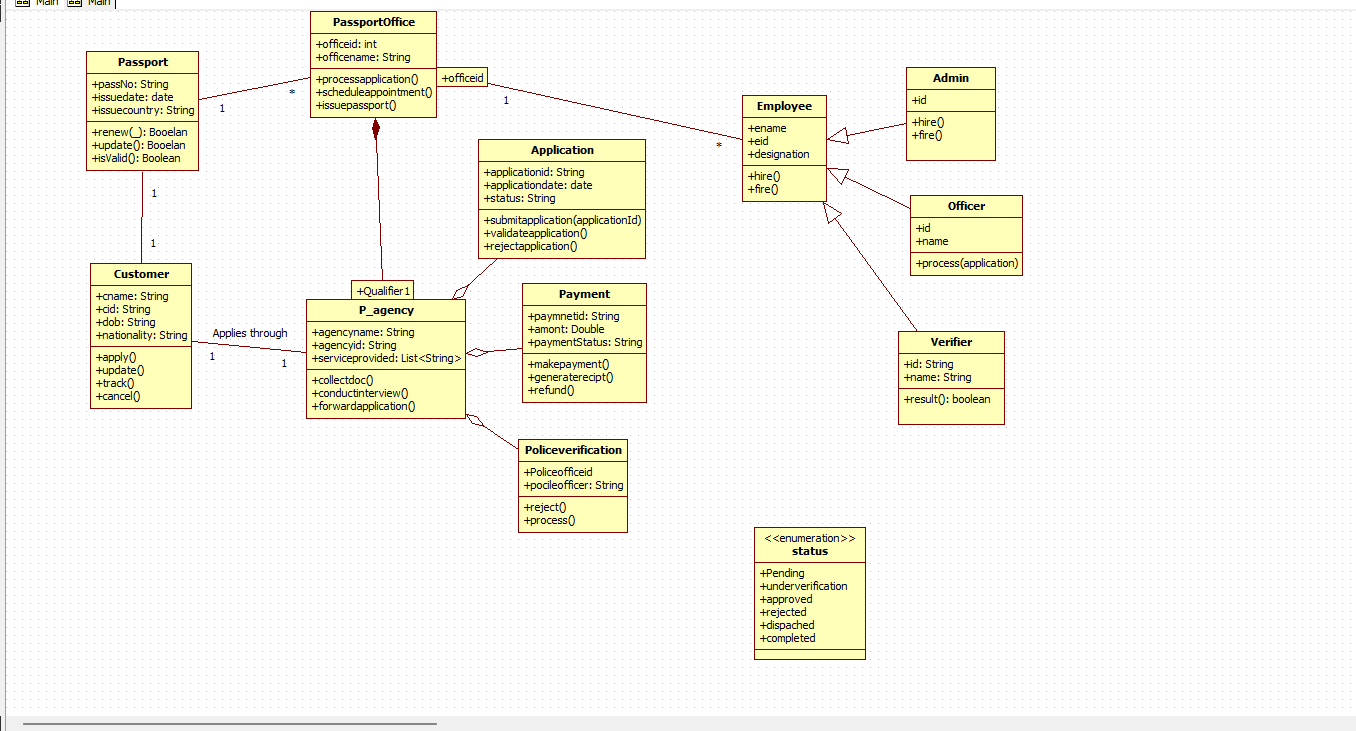 Main Main
PassportOffice
+officeid: int
+officename: String
+processapplication()
+scheduleappointment()
+issuepassport()
+officeid
Passport
+passNo: String
+issuedate: date
+issuecountry: String
+renew(_): Booelan
+update(): Booelan
+isValid(): Boolean
1
*
1
*
Admin
+id
+hire()
+fire()
Employee
+ename
+eid
+designation
+hire()
+fire()
Application
+applicationid: String
+applicationdate: date
+status: String
+submitapplication(applicationId)
+validateapplication()
+rejectapplication()
1
1
Officer
+id
+name
+process(application)
Customer
+cname: String
+cid: String
+dob: String
+nationality: String
+apply()
+update()
+track()
+cancel()
Applies through
1
1
+Qualifier1
P_agency
+agencyname: String
+agencyid: String
+serviceprovided: List<String>
+collectdoc()
+conductinterview()
+forwardapplication()
Payment
+paymnetid: String
+amont: Double
+paymentStatus: String
+makepayment()
+generaterecipt()
+refund()
Verifier
+id: String
+name: String
+result(): boolean
Policeverification
+Policeofficeid
+pocileofficer: String
+reject()
+process()
<<enumeration>>
status
+Pending
+underverification
+approved
+rejected
+dispached
+completed